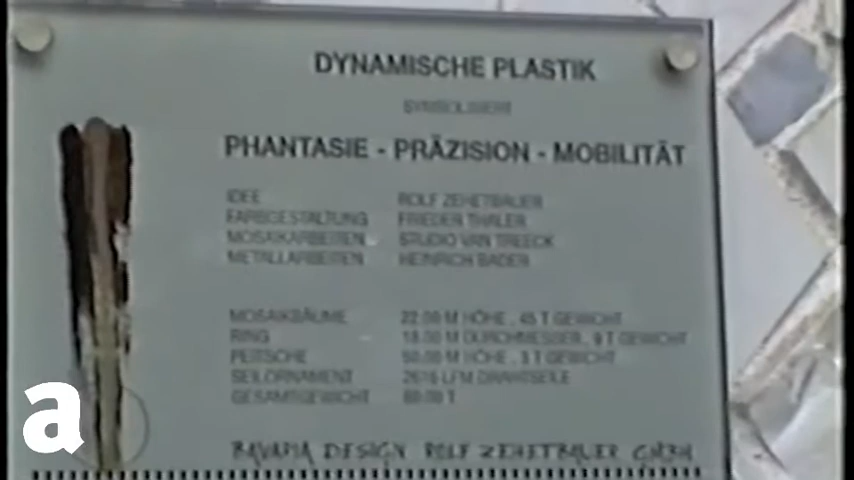 DYNAMISCHE PLASTIK
SYMBOLISIERT
PHANTASIE - PRÄZISION - MOBILITÄT
IDEE ROLF ZEHETBAUER
FARBGESTALTUNG FRIEDER THALER
MOSAIKARBEITEN STUDIO VAN TREECK
METALLARBEITEN HEINRICH BADER
MOSAIKBÄUME 22.00 M HÖHE, 45 T GEWICHT
RING 18.00 M DURCHMESSER, 9 T GEWICHT
PEITSCHE 50.00 M HÖHE, 3 T GEWICHT
SEILORNAMENT 2616 LFM DRAHTSEILE
GESAMTGEWICHT T
BAVARIA DESIGN ROLF ZEHETBAUER GMBH
a